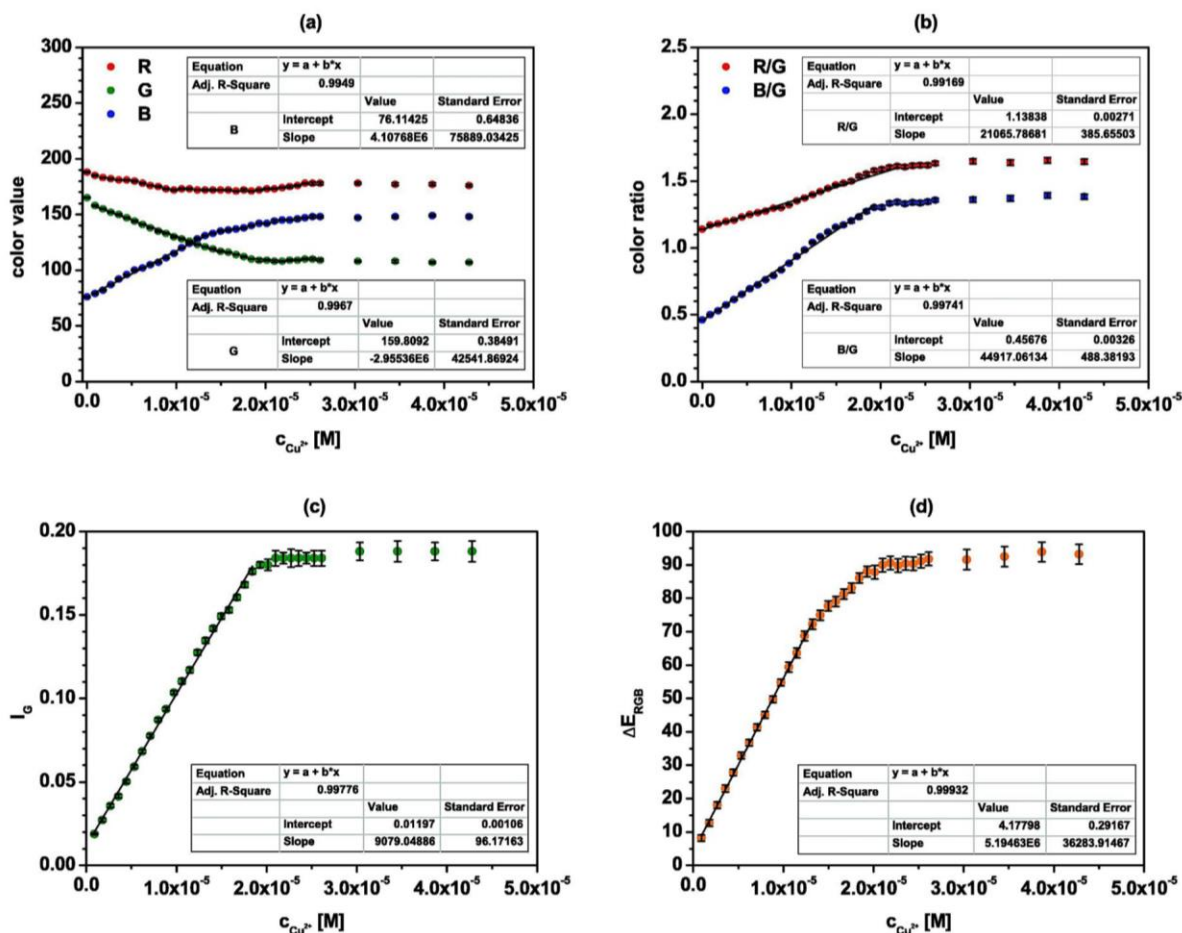 (a)
300
250
200
150
100
50
0
color value
R
G
B
Equation y = a + b*x
Adj. R-Square 0.9949
Value Standard Error
B Intercept 76.11425 0.64836
Slope 4.10768E6 75889.03425
Equation y = a + b*x
Adj. R-Square 0.9967
Value Standard Error
G Intercept 159.8092 0.38491
Slope -2.95536E6 42541.86924
0.0 1.0x10⁻⁵ 2.0x10⁻⁵ 3.0x10⁻⁵ 4.0x10⁻⁵ 5.0x10⁻⁵
c_Cu²⁺ [M]
(b)
2.5
2.0
1.5
1.0
0.5
0.0
color ratio
R/G
B/G
Equation y = a + b*x
Adj. R-Square 0.99169
Value Standard Error
R/G Intercept 1.13838 0.00271
Slope 21065.78681 385.65503
Equation y = a + b*x
Adj. R-Square 0.99741
Value Standard Error
B/G Intercept 0.45676 0.00326
Slope 44917.06134 488.38193
0.0 1.0x10⁻⁵ 2.0x10⁻⁵ 3.0x10⁻⁵ 4.0x10⁻⁵ 5.0x10⁻⁵
c_Cu²⁺ [M]
(c)
0.20
0.15
0.10
0.05
0.00
I_G
Equation y = a + b*x
Adj. R-Square 0.99776
Value Standard Error
Intercept 0.01197 0.00106
Slope 9079.04886 96.17163
0.0 1.0x10⁻⁵ 2.0x10⁻⁵ 3.0x10⁻⁵ 4.0x10⁻⁵ 5.0x10⁻⁵
c_Cu²⁺ [M]
(d)
100
90
80
70
60
50
40
30
20
10
0
ΔE_RGB
Equation y = a + b*x
Adj. R-Square 0.99932
Value Standard Error
Intercept 4.17798 0.29167
Slope 5.19463E6 36283.91467
0.0 1.0x10⁻⁵ 2.0x10⁻⁵ 3.0x10⁻⁵ 4.0x10⁻⁵ 5.0x10⁻⁵
c_Cu²⁺ [M]